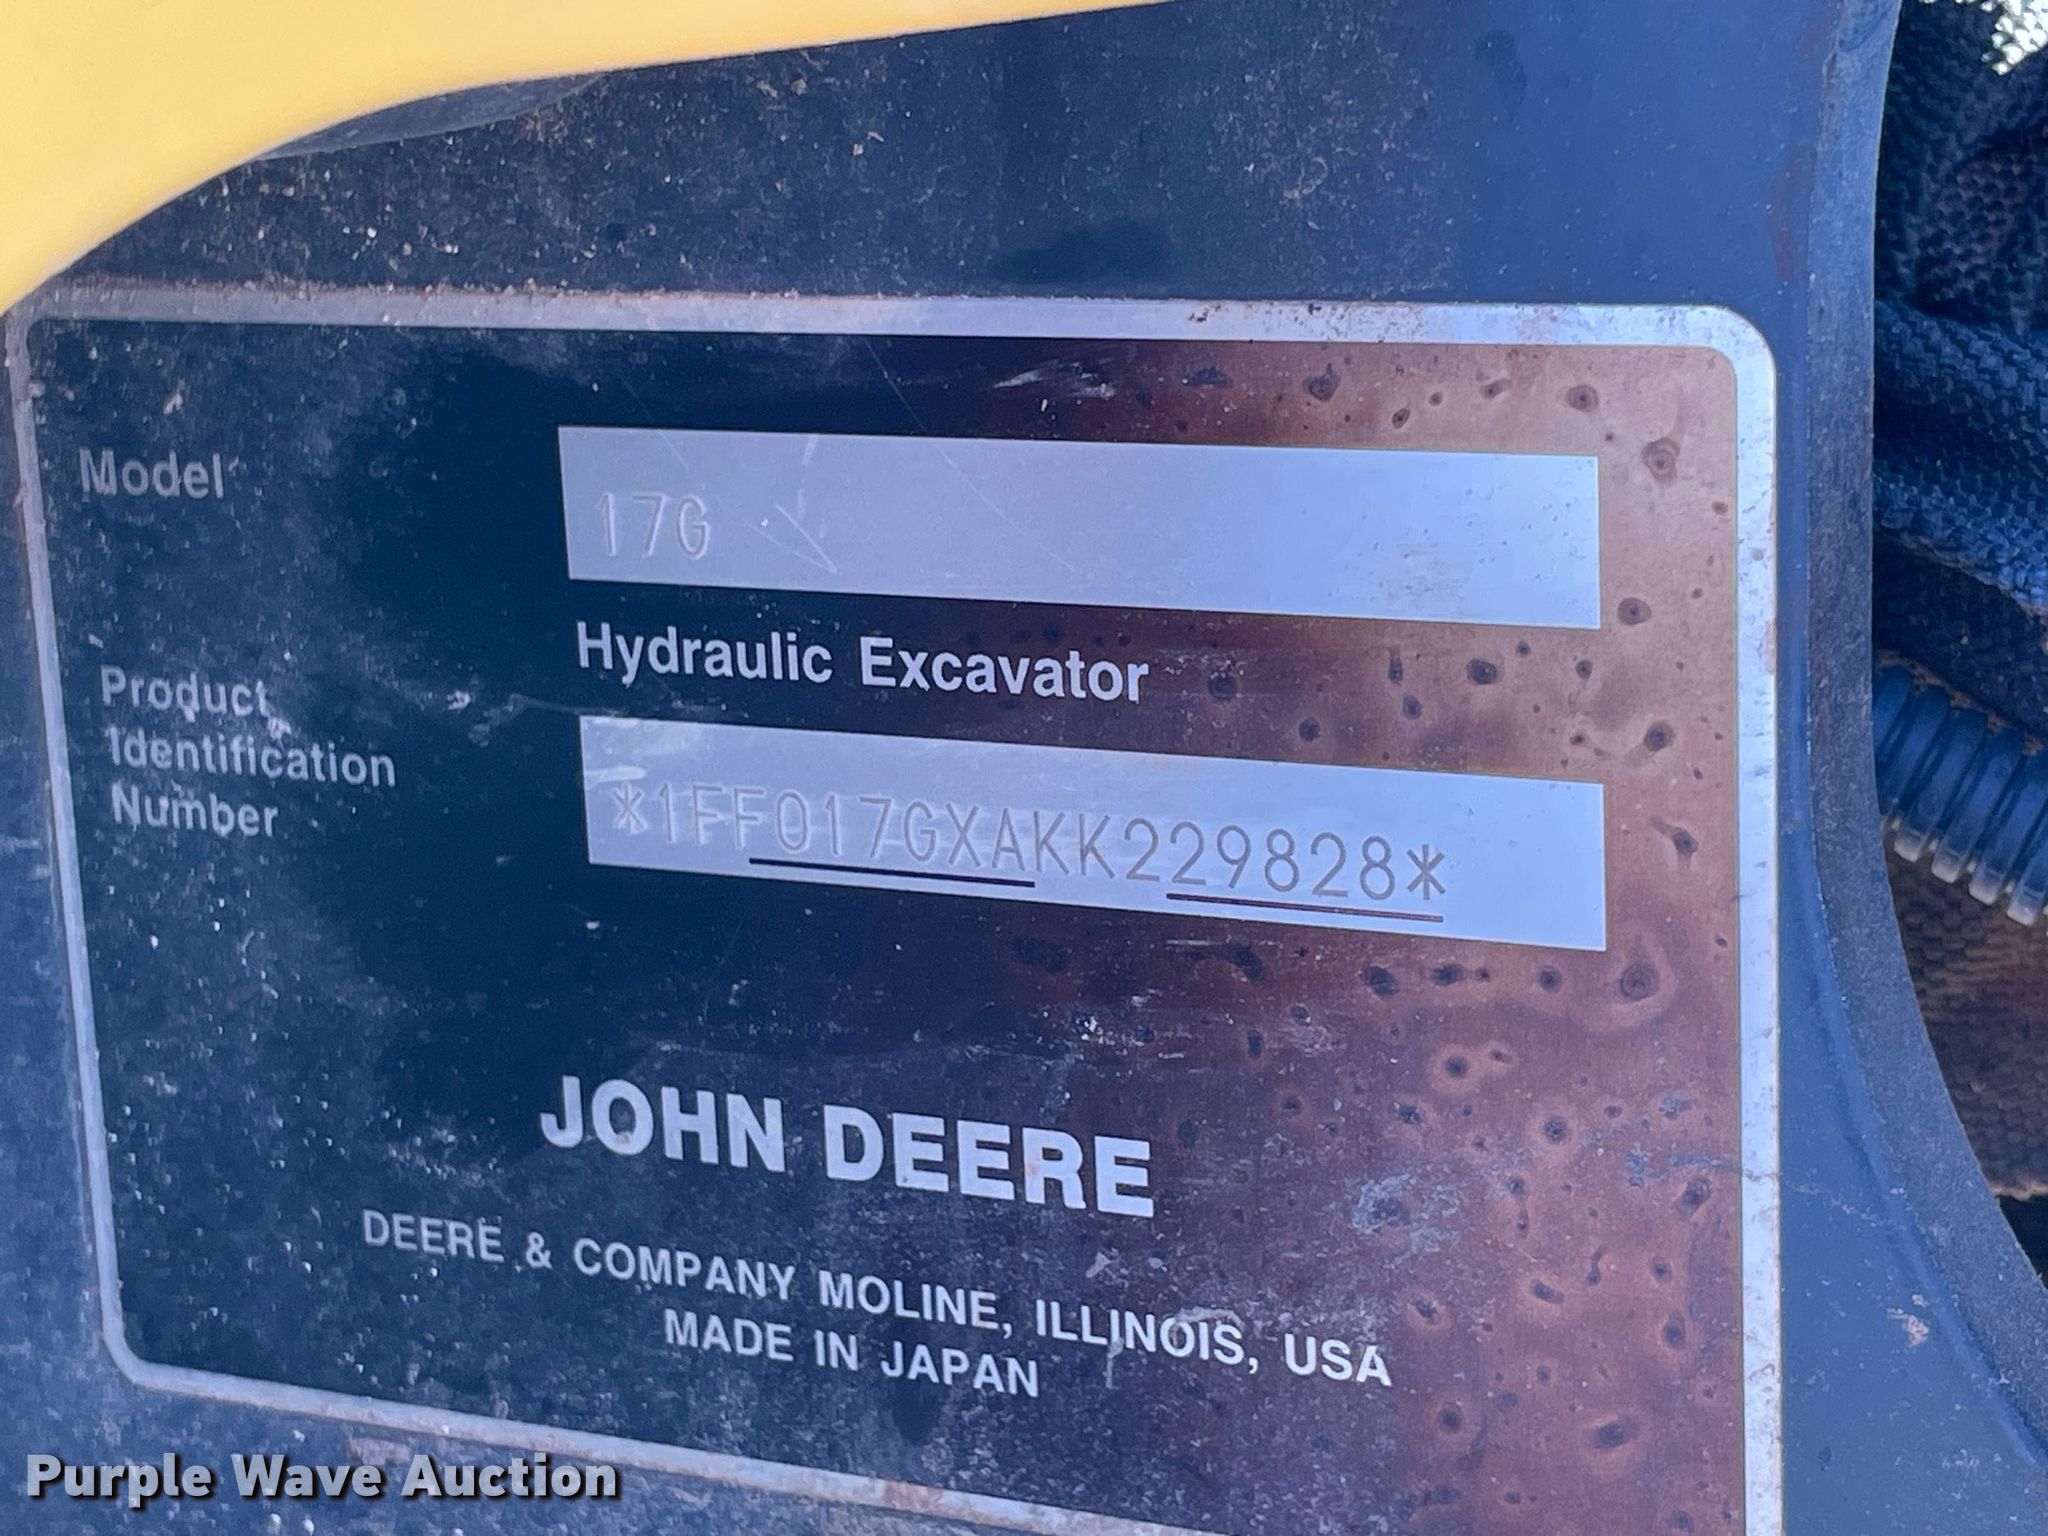 Model
17G
Hydraulic Excavator
Product
Identification
Number
*1FF017GXAKK229828*
JOHN DEERE
DEERE & COMPANY MOLINE, ILLINOIS, USA
MADE IN JAPAN
Purple Wave Auction